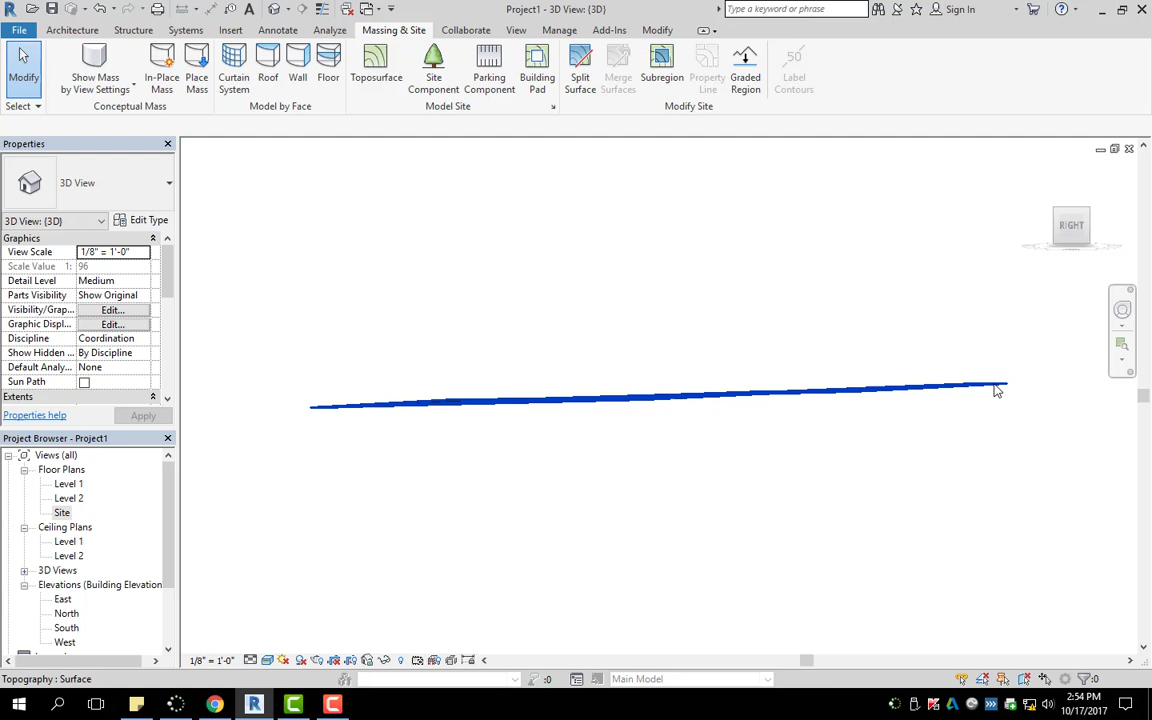 Project1 - 3D View: {3D}
Type a keyword or phrase
Sign In
File Architecture Structure Systems Insert Annotate Analyze Massing & Site Collaborate View Manage Add-Ins Modify
Modify
Show Mass by View Settings
In-Place Mass
Place Mass
Curtain System
Roof
Wall
Floor
Toposurface
Site Component
Parking Component
Building Pad
Split Surface
Merge Surfaces
Subregion
Property Line
Graded Region
50
Label Contours
Select
Conceptual Mass
Model by Face
Model Site
Modify Site
Properties
3D View
3D View: {3D}
Edit Type
Graphics
View Scale 1/8" = 1'-0"
Scale Value 1: 96
Detail Level Medium
Parts Visibility Show Original
Visibility/Grap... Edit...
Graphic Displ... Edit...
Discipline Coordination
Show Hidden ... By Discipline
Default Analy... None
Sun Path
Extents
Properties help
Apply
RIGHT
Project Browser - Project1
Views (all)
Floor Plans
Level 1
Level 2
Site
Ceiling Plans
Level 1
Level 2
3D Views
Elevations (Building Elevation
East
North
South
West
1/8" = 1'-0"
Topography : Surface
:0
Main Model
:0
2:54 PM
10/17/2017